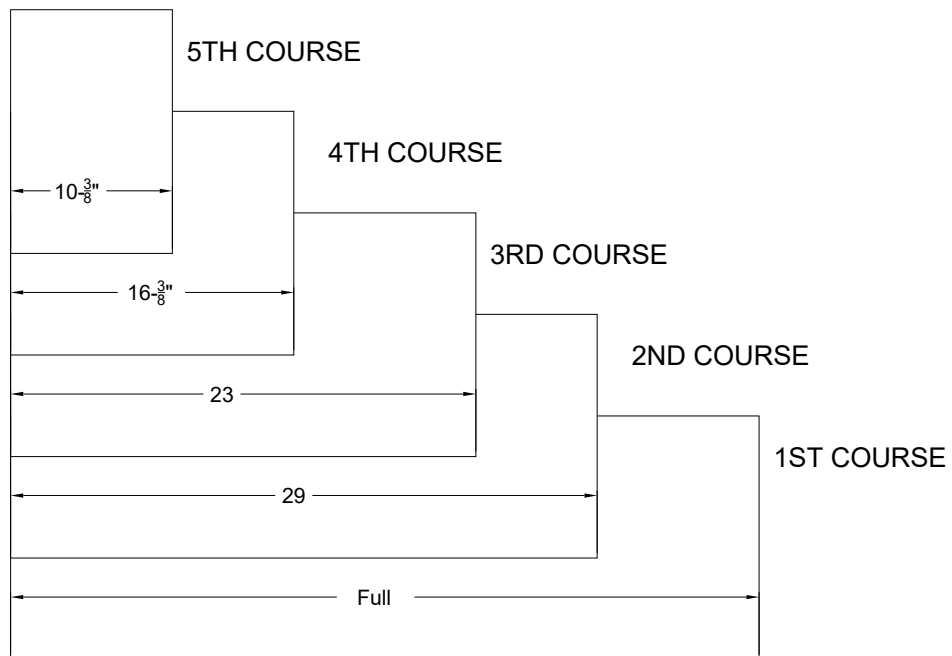 5TH COURSE
4TH COURSE
10-3/8"
3RD COURSE
16-3/8"
2ND COURSE
23
1ST COURSE
29
Full